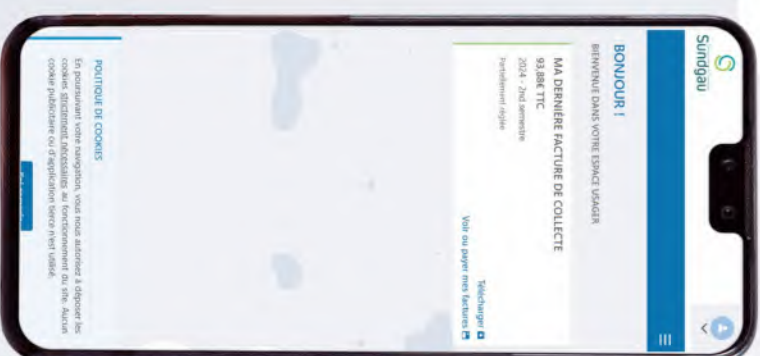 Sundgau
BONJOUR !
BIENVENUE DANS VOTRE ESPACE USAGER
MA DERNIÈRE FACTURE DE COLLECTE
93,88€ TTC
2024 - 2nd semestre
Partiellement réglée
Télécharger
Voir ou payer mes factures
POLITIQUE DE COOKIES
En poursuivant votre navigation, vous nous autorisez à déposer les
cookies strictement nécessaires au fonctionnement du site. Aucun
cookie publicitaire ou d'application tierce n'est utilisé.